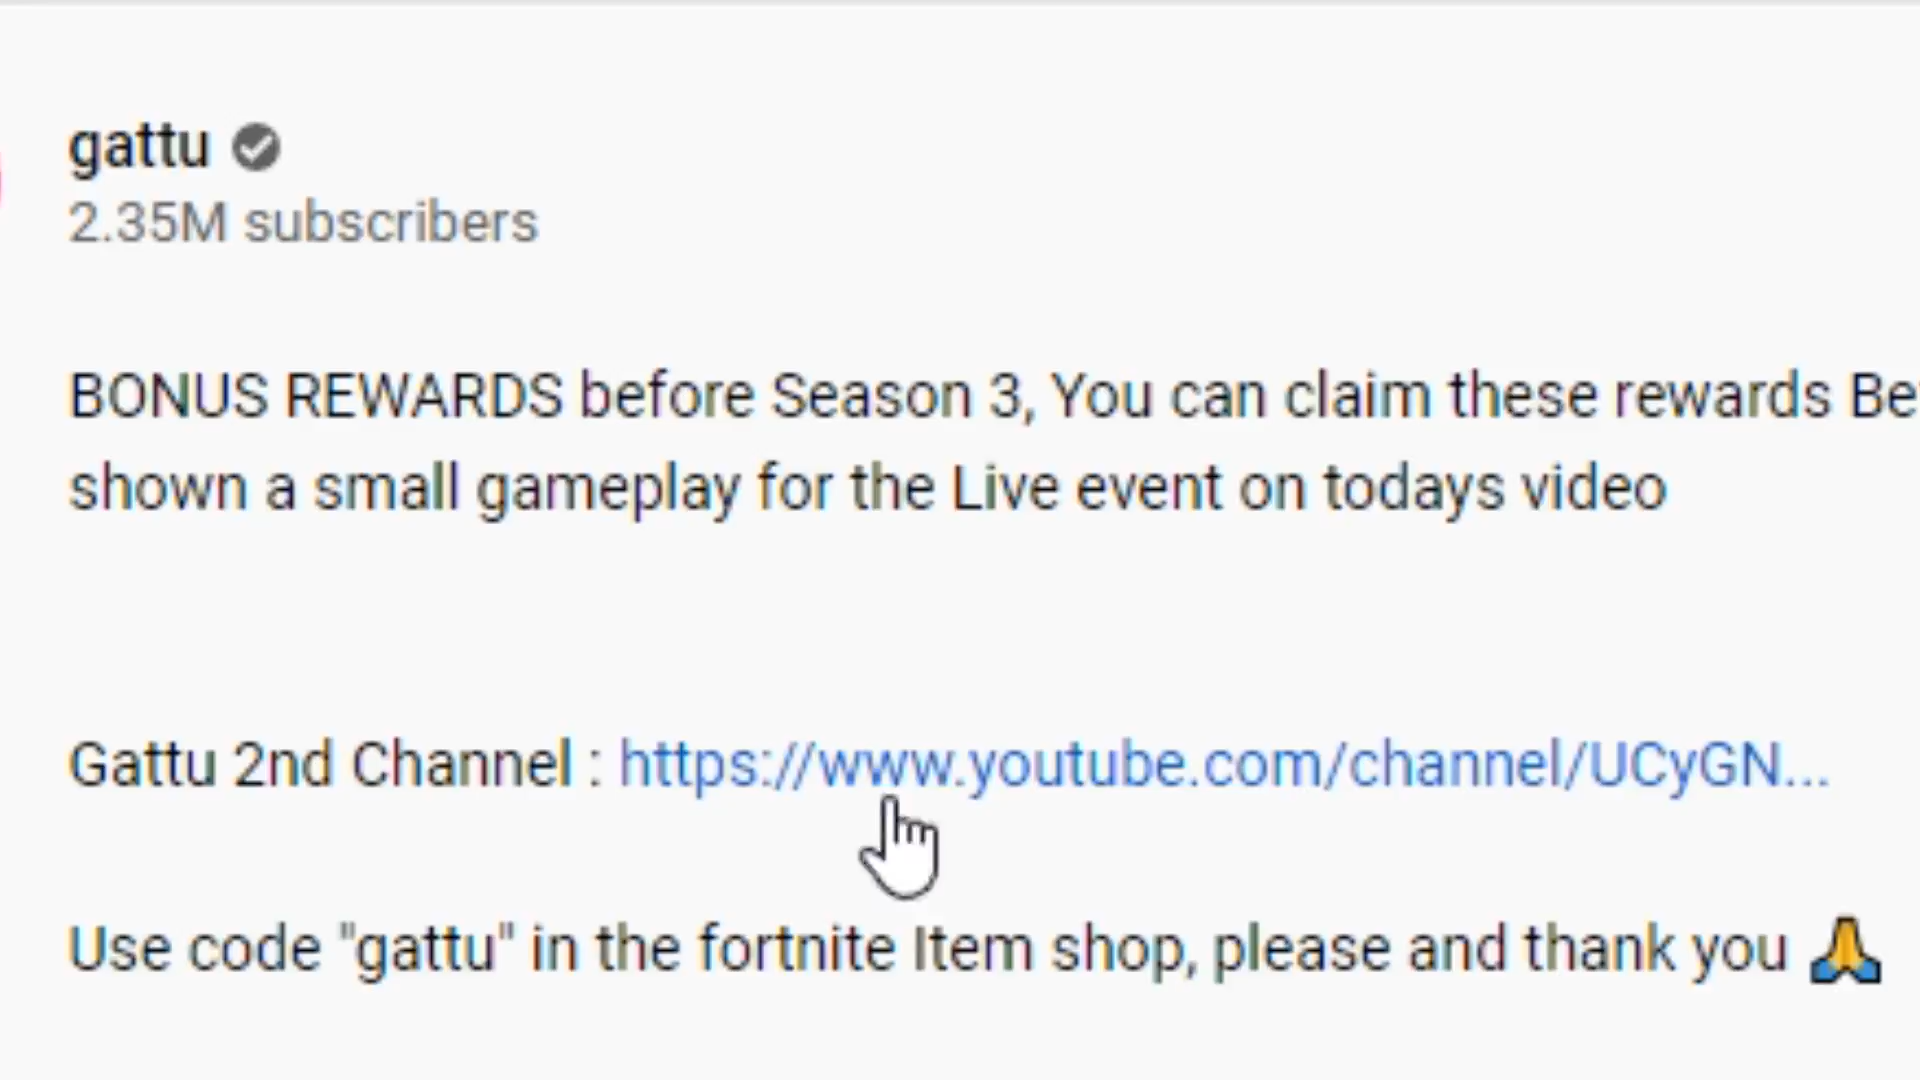 gattu
2.35M subscribers
BONUS REWARDS before Season 3, You can claim these rewards
shown a small gameplay for the Live event on todays video
Gattu 2nd Channel : https://www.youtube.com/channel/UCyGN...
Use code "gattu" in the fortnite Item shop, please and thank you 🙏